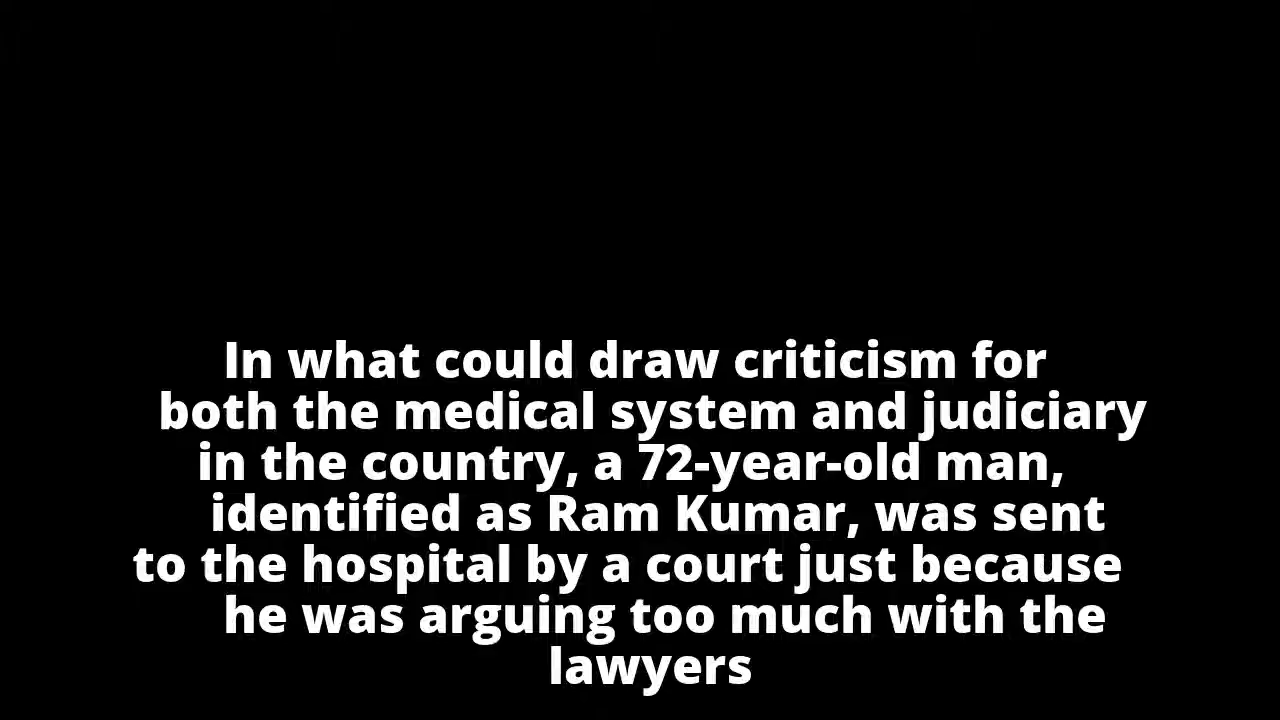 In what could draw criticism for
both the medical system and judiciary
in the country, a 72-year-old man,
identified as Ram Kumar, was sent
to the hospital by a court just because
he was arguing too much with the
lawyers